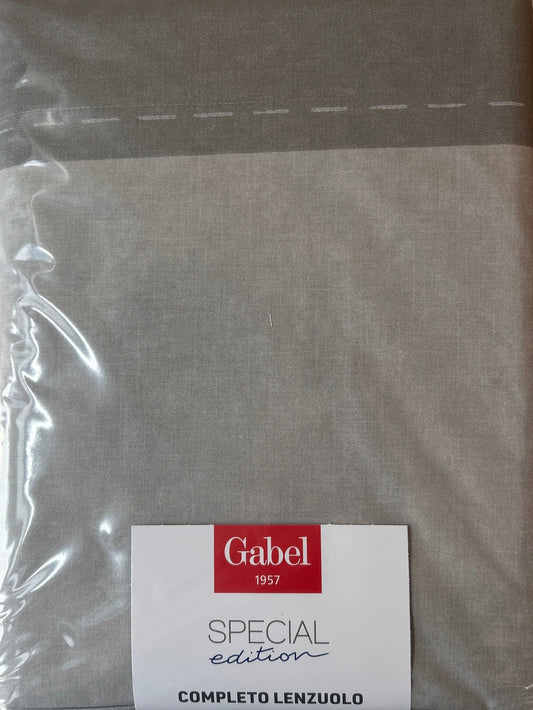 Gabel
1957
SPECIAL
edition
COMPLETO LENZUOLO